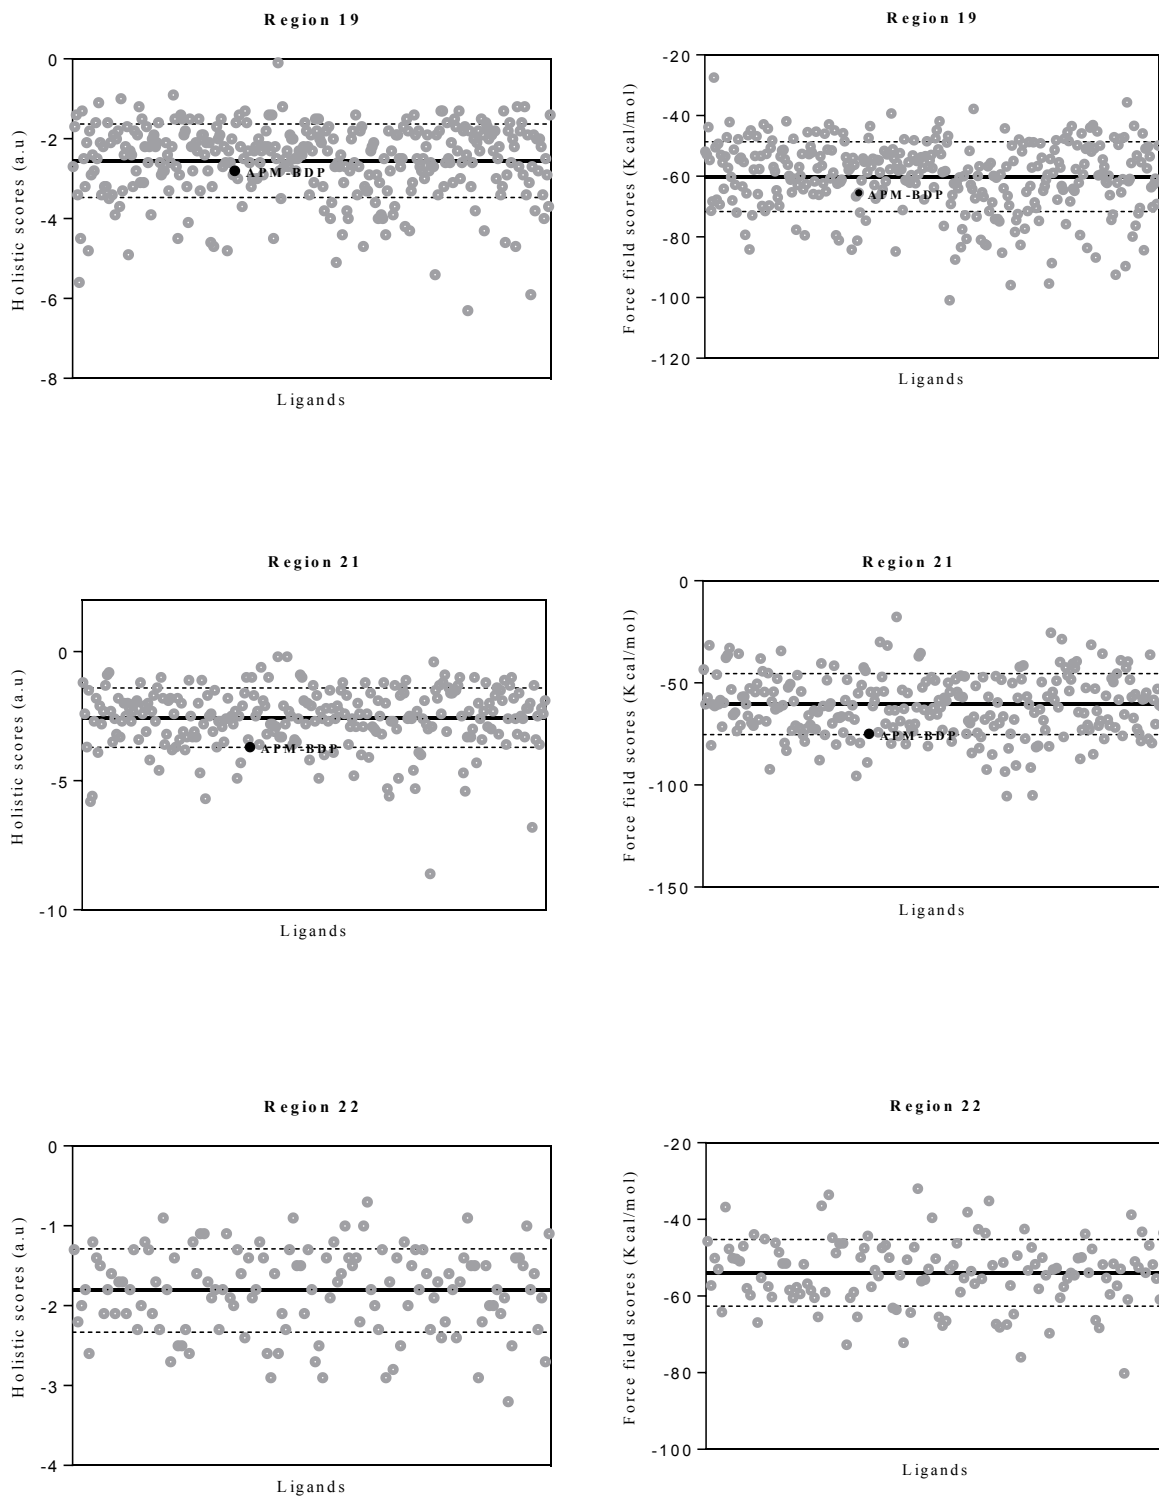 Region 19
Holistic scores (a.u)
0
-2
-4
-6
-8
APM-BDP
Ligands
Region 19
Force field scores (Kcal/mol)
-20
-40
-60
-80
-100
-120
APM-BDP
Ligands
Region 21
Holistic scores (a.u)
0
-5
-10
APM-BDP
Ligands
Region 21
Force field scores (Kcal/mol)
0
-50
-100
-150
APM-BDP
Ligands
Region 22
Holistic scores (a.u)
0
-1
-2
-3
-4
Ligands
Region 22
Force field scores (Kcal/mol)
-20
-40
-60
-80
-100
Ligands